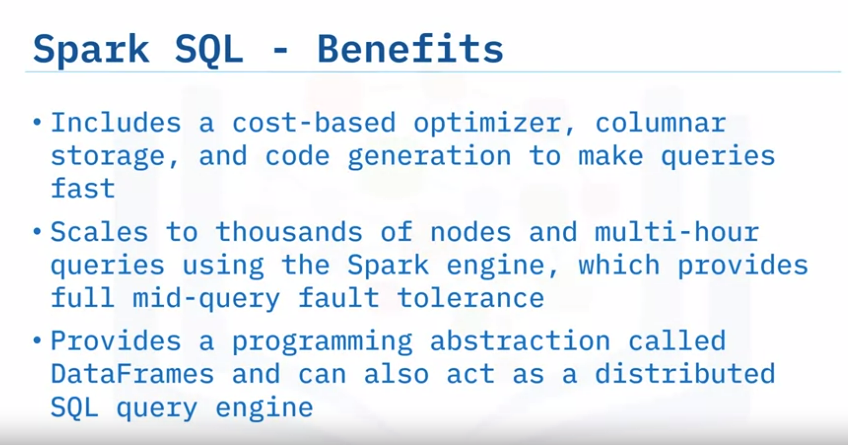 Spark SQL - Benefits
• Includes a cost-based optimizer, columnar
storage, and code generation to make queries
fast
• Scales to thousands of nodes and multi-hour
queries using the Spark engine, which provides
full mid-query fault tolerance
• Provides a programming abstraction called
DataFrames and can also act as a distributed
SQL query engine